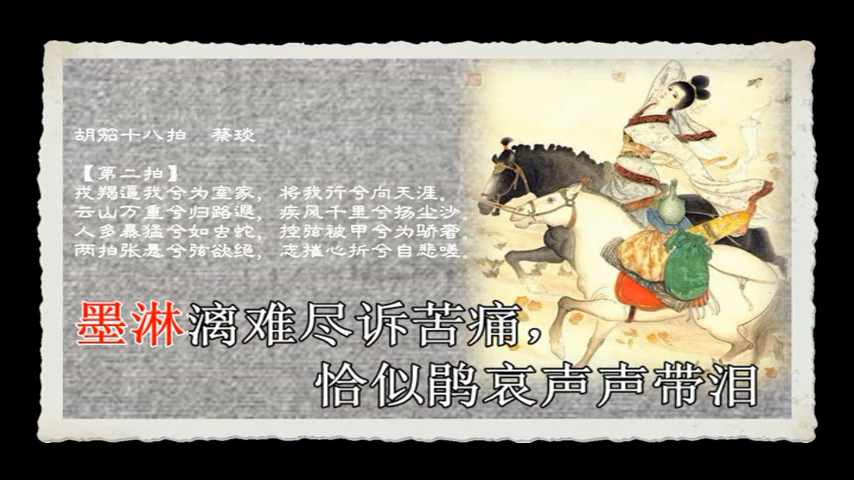 胡笳十八拍 蔡琰
【第二拍】
戎羯逼我兮为室家，将我行兮向天涯。
云山万重兮归路遐，疾风千里兮扬尘沙。
人多暴猛兮如虫蛇，控弦被甲兮为骄奢。
两拍张悬兮弦欲绝，志摧心折兮自悲嗟。
墨淋漓难尽诉苦痛，
恰似鹃哀声声带泪